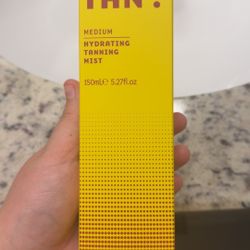 TAN.
MEDIUM
HYDRATING
TANNING
MIST
150mL℮ 5.27fl.oz